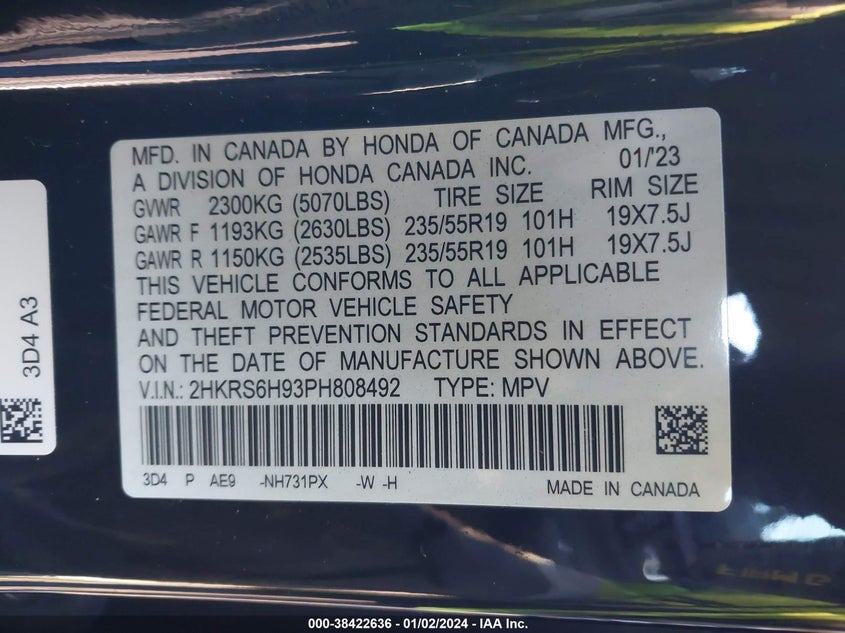 MFD. IN CANADA BY HONDA OF CANADA MFG.,
A DIVISION OF HONDA CANADA INC. 01/'23
GVWR 2300KG (5070LBS) TIRE SIZE RIM SIZE
GAWR F 1193KG (2630LBS) 235/55R19 101H 19X7.5J
GAWR R 1150KG (2535LBS) 235/55R19 101H 19X7.5J
THIS VEHICLE CONFORMS TO ALL APPLICABLE
FEDERAL MOTOR VEHICLE SAFETY
AND THEFT PREVENTION STANDARDS IN EFFECT
ON THE DATE OF MANUFACTURE SHOWN ABOVE.
V.I.N.: 2HKRS6H93PH808492 TYPE: MPV
3D4 P AE9 -NH731PX -W -H MADE IN CANADA
3D4 A3
000-38422636 - 01/02/2024 - IAA Inc.